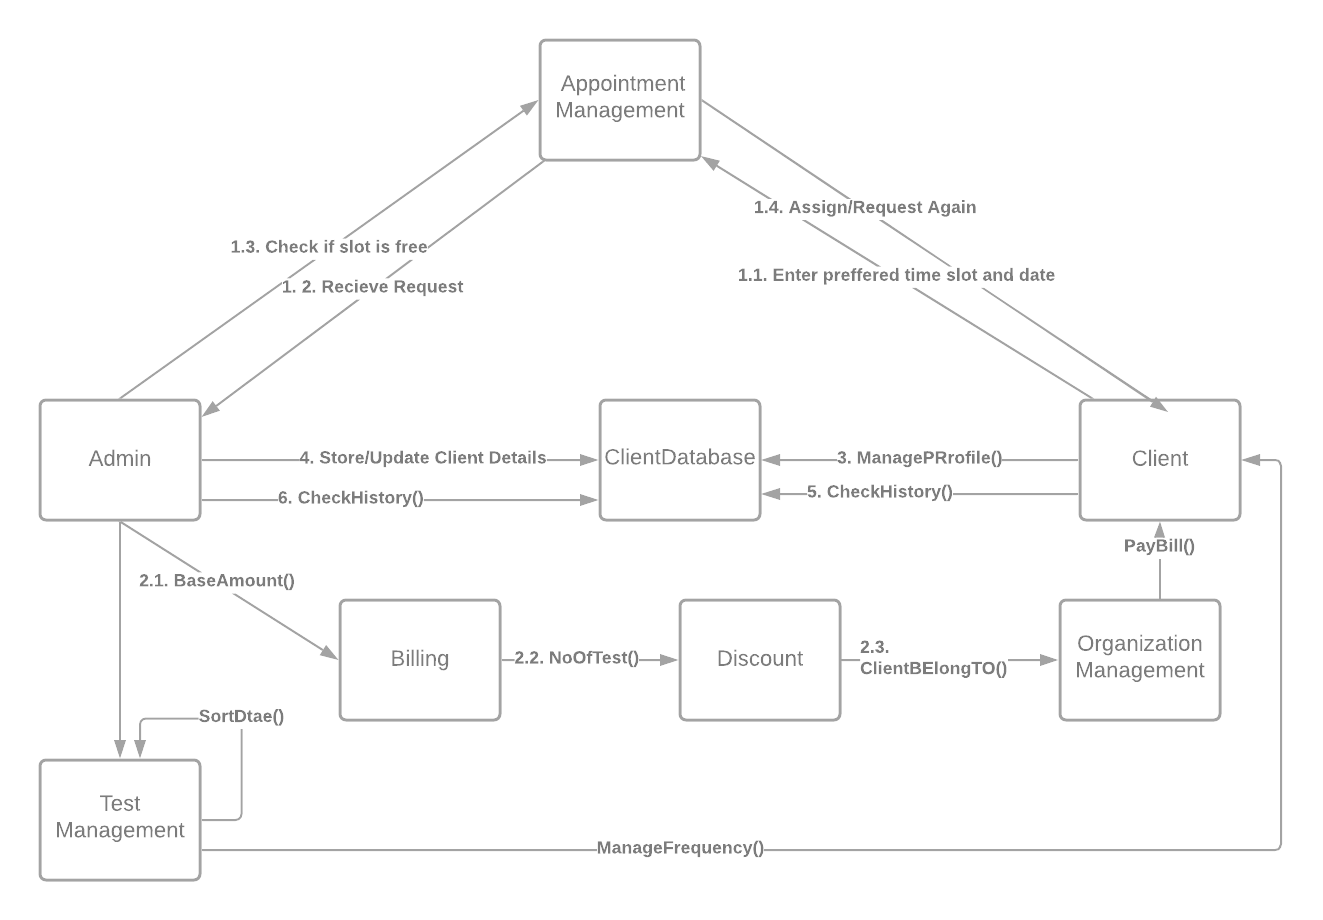 Appointment
Management
1.4. Assign/Request Again
1.3. Check if slot is free
1.1. Enter preffered time slot and date
1. 2. Recieve Request
Admin
4. Store/Update Client Details
ClientDatabase
3. ManagePRrofile()
Client
6. CheckHistory()
5. CheckHistory()
PayBill()
2.1. BaseAmount()
Billing
2.2. NoOfTest()
Discount
2.3.
ClientBElongTO()
Organization
Management
SortDtae()
Test
Management
ManageFrequency()